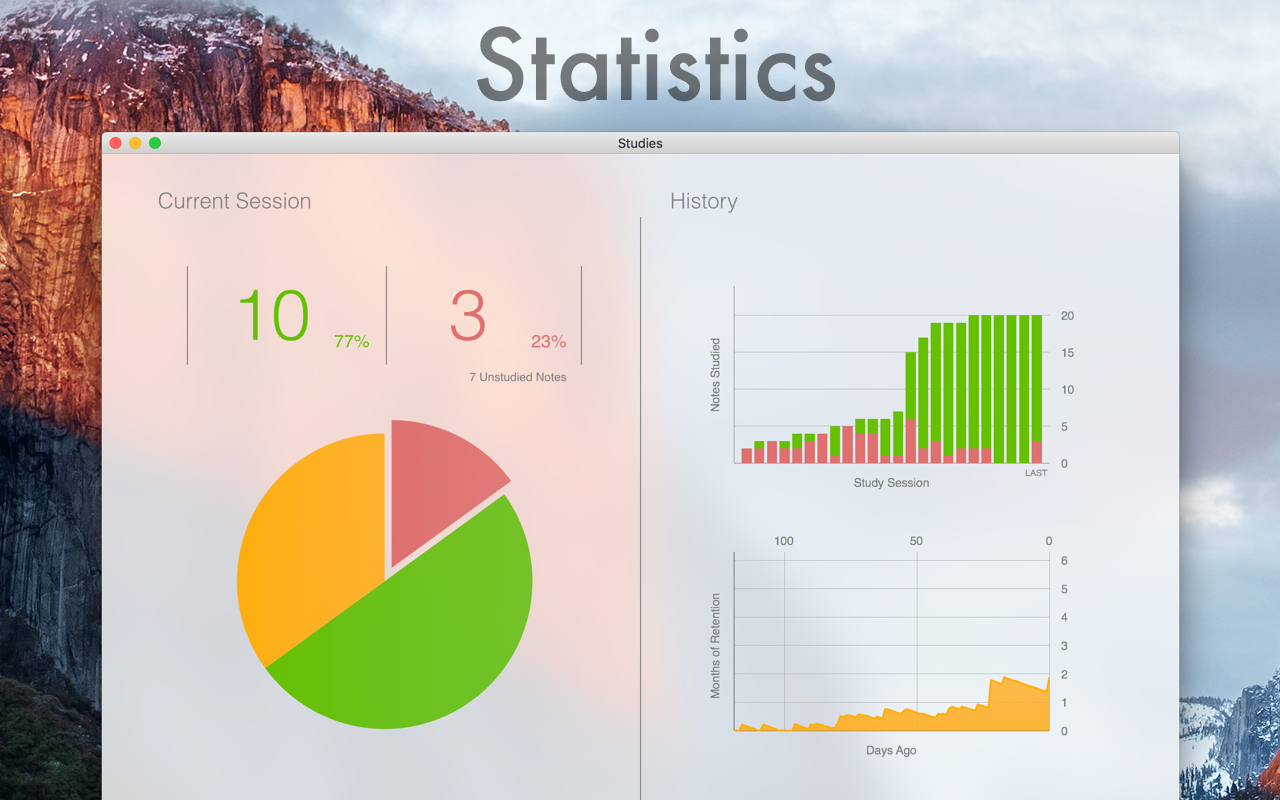 Statistics
Studies
Current Session
10
77%
3
23%
7 Unstudied Notes
History
Notes Studied
20
15
10
5
0
LAST
Study Session
100
50
0
Months of Retention
6
5
4
3
2
1
0
Days Ago